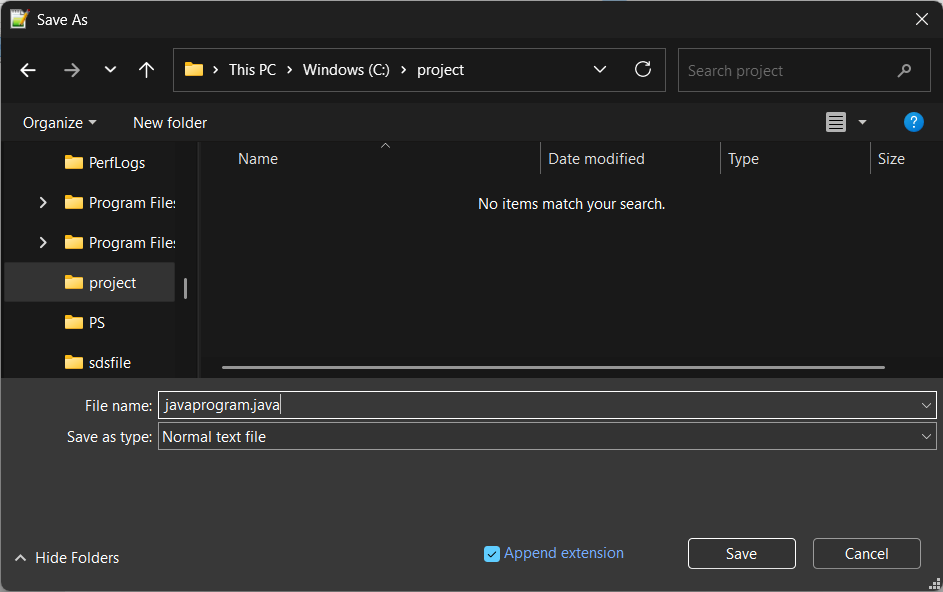 Save As
This PC > Windows (C:) > project
Search project
Organize
New folder
?
Name
Date modified
Type
Size
No items match your search.
PerfLogs
Program Files
Program Files
project
PS
sdsfile
File name: javaprogram.java
Save as type: Normal text file
Hide Folders
Append extension
Save
Cancel